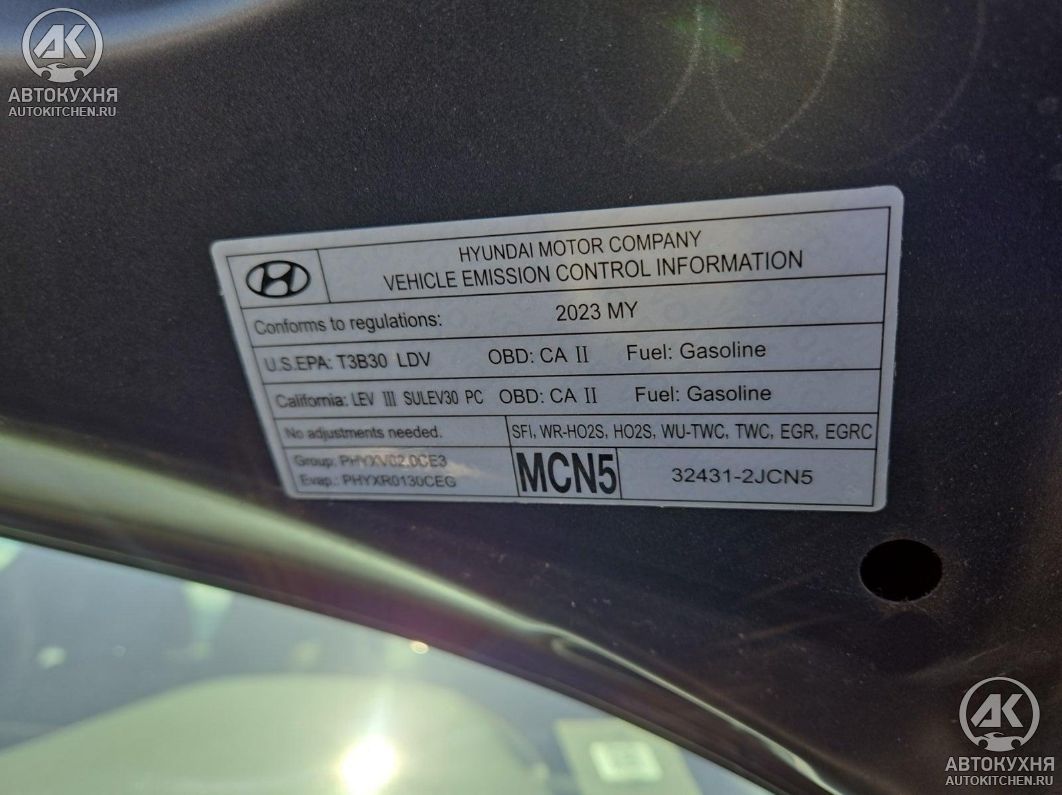 АВТОКУХНЯ
AUTOKITCHEN.RU
HYUNDAI MOTOR COMPANY
VEHICLE EMISSION CONTROL INFORMATION
Conforms to regulations: 2023 MY
U.S.EPA: T3B30 LDV OBD: CA II Fuel: Gasoline
California: LEV III SULEV30 PC OBD: CA II Fuel: Gasoline
No adjustments needed. SFI, WR-HO2S, HO2S, WU-TWC, TWC, EGR, EGRC
Group: PHYXV02.0CE3
Evap.: PHYXR0130CEG
MCN5
32431-2JCN5
АВТОКУХНЯ
AUTOKITCHEN.RU